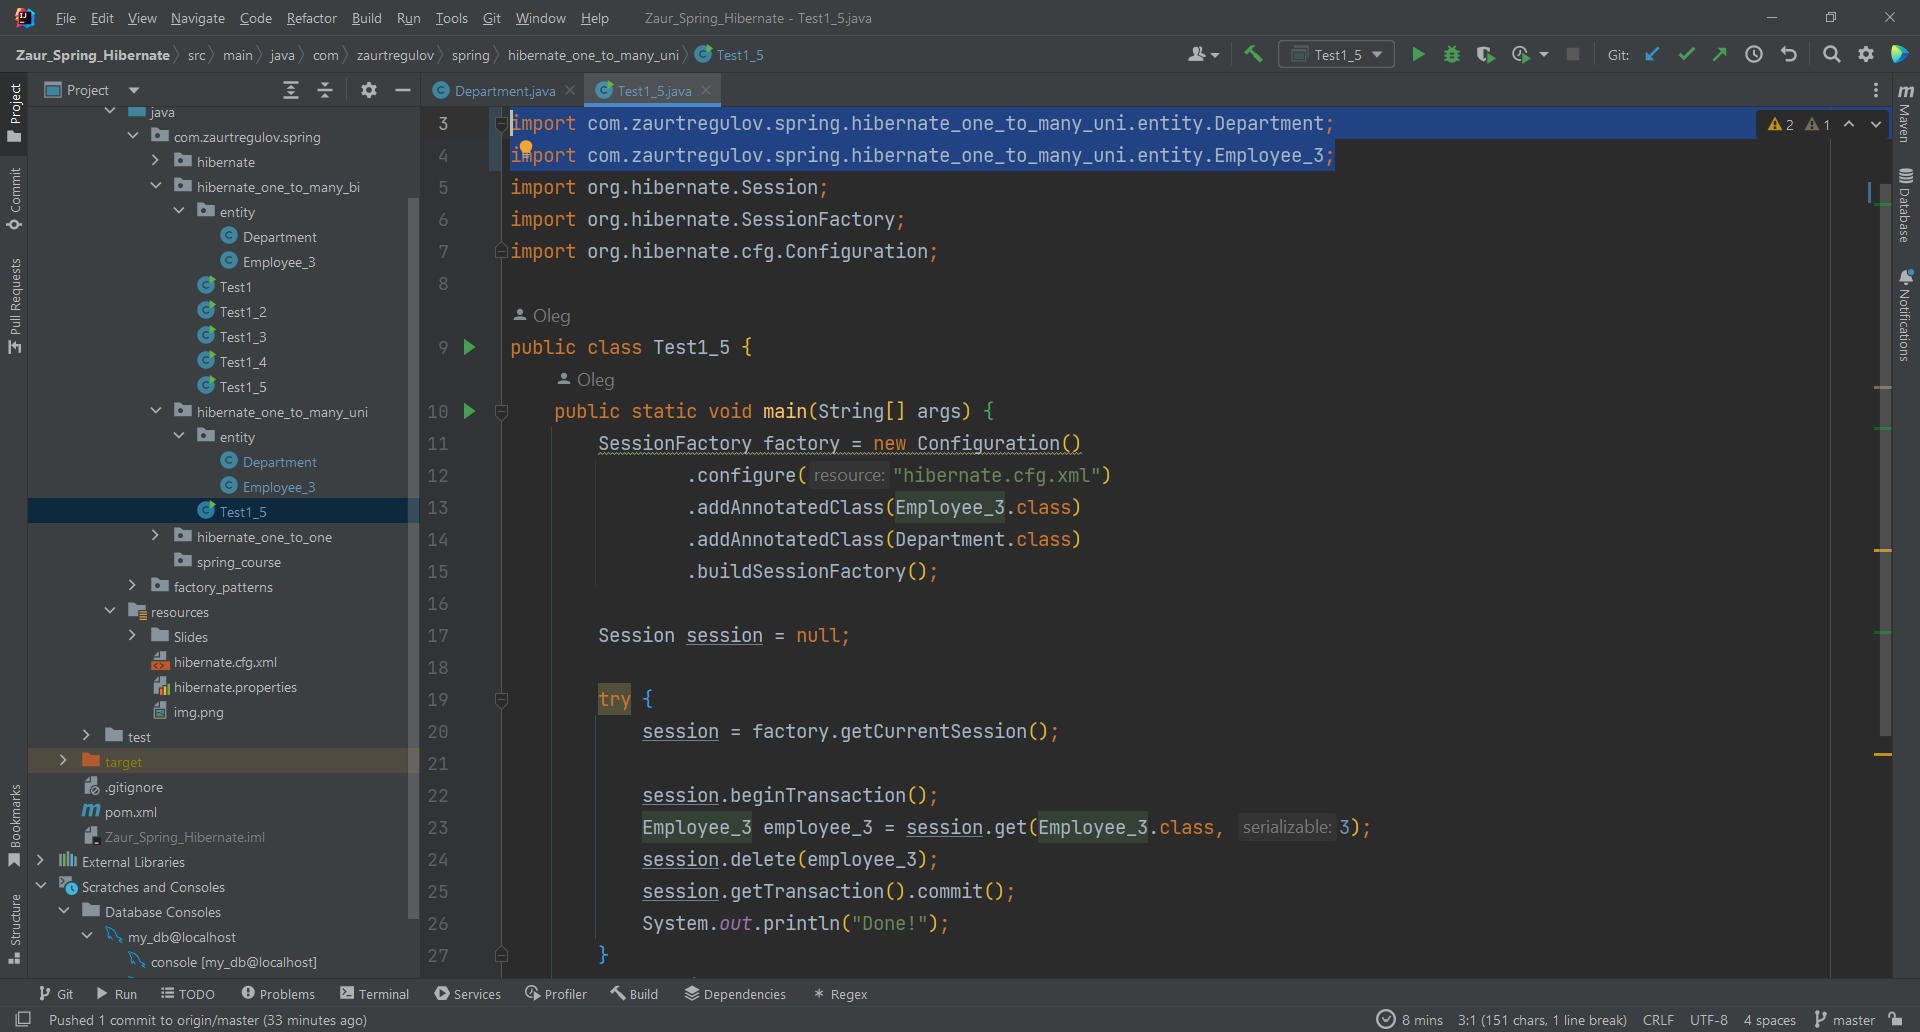 File Edit View Navigate Code Refactor Build Run Tools Git Window Help Zaur_Spring_Hibernate - Test1_5.java
Zaur_Spring_Hibernate src main java com zaurtregulov spring hibernate_one_to_many_uni Test1_5 Test1_5 Git:
Project
Department.java Test1_5.java
Project
Commit
Pull Requests
Bookmarks
Structure
java
com.zaurtregulov.spring
hibernate
hibernate_one_to_many_bi
entity
Department
Employee_3
Test1
Test1_2
Test1_3
Test1_4
Test1_5
hibernate_one_to_many_uni
entity
Department
Employee_3
Test1_5
hibernate_one_to_one
spring_course
factory_patterns
resources
Slides
hibernate.cfg.xml
hibernate.properties
img.png
test
target
.gitignore
pom.xml
Zaur_Spring_Hibernate.iml
External Libraries
Scratches and Consoles
Database Consoles
my_db@localhost
console [my_db@localhost]
2 1
3 import com.zaurtregulov.spring.hibernate_one_to_many_uni.entity.Department;
4 import com.zaurtregulov.spring.hibernate_one_to_many_uni.entity.Employee_3;
5 import org.hibernate.Session;
6 import org.hibernate.SessionFactory;
7 import org.hibernate.cfg.Configuration;
8
Oleg
9 public class Test1_5 {
Oleg
10 public static void main(String[] args) {
11 SessionFactory factory = new Configuration()
12 .configure( resource: "hibernate.cfg.xml")
13 .addAnnotatedClass(Employee_3.class)
14 .addAnnotatedClass(Department.class)
15 .buildSessionFactory();
16
17 Session session = null;
18
19 try {
20 session = factory.getCurrentSession();
21
22 session.beginTransaction();
23 Employee_3 employee_3 = session.get(Employee_3.class, serializable: 3);
24 session.delete(employee_3);
25 session.getTransaction().commit();
26 System.out.println("Done!");
27 }
m Maven
Database
Notifications
Git Run TODO Problems Terminal Services Profiler Build Dependencies Regex
Pushed 1 commit to origin/master (33 minutes ago) 8 mins 3:1 (151 chars, 1 line break) CRLF UTF-8 4 spaces master